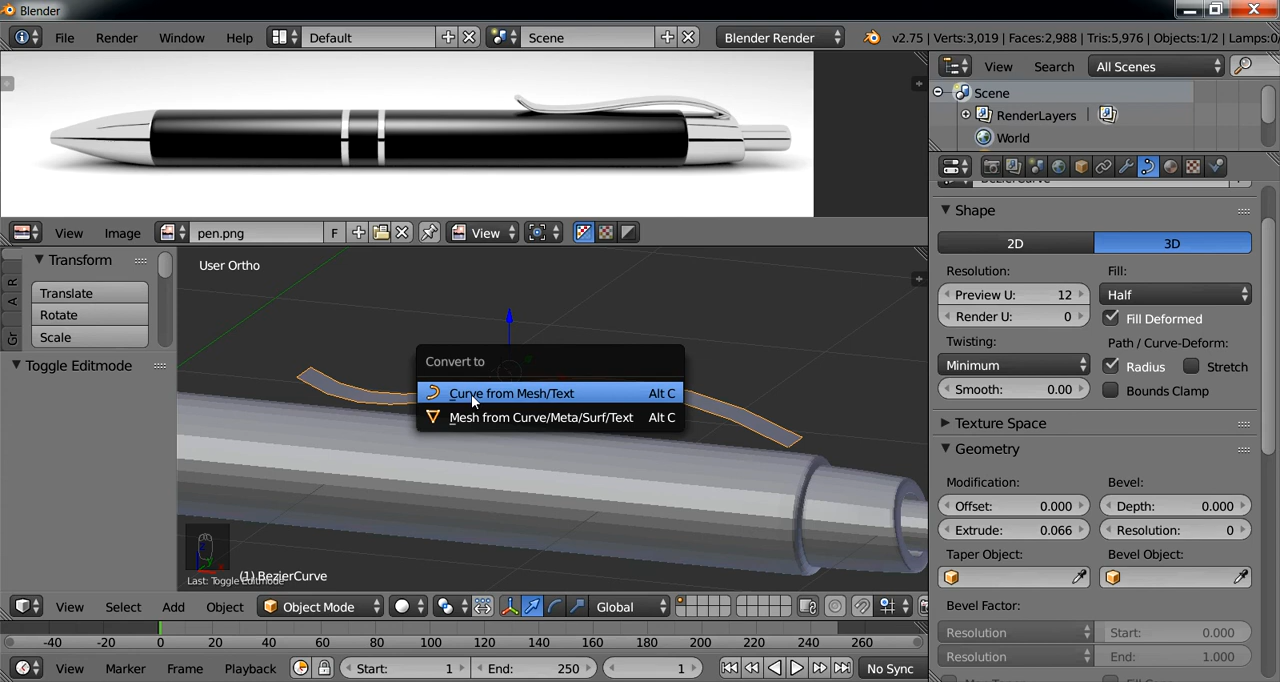 Blender
File Render Window Help Default Scene Blender Render v2.75 | Verts:3,019 | Faces:2,988 | Tris:5,976 | Objects:1/2 | Lamps:0/
View Search All Scenes
Scene
RenderLayers
World
View Image pen.png F View
Transform
Translate
Rotate
Scale
Toggle Editmode
R
A
Gr
User Ortho
Convert to
Curve from Mesh/Text Alt C
Mesh from Curve/Meta/Surf/Text Alt C
Last: Toggle Editmode
(1) BezierCurve
Shape
2D 3D
Resolution: Fill:
Preview U: 12 Half
Render U: 0 Fill Deformed
Twisting: Path / Curve-Deform:
Minimum Radius Stretch
Smooth: 0.00 Bounds Clamp
Texture Space
Geometry
Modification: Bevel:
Offset: 0.000 Depth: 0.000
Extrude: 0.066 Resolution: 0
Taper Object: Bevel Object:
Bevel Factor:
Resolution Start: 0.000
Resolution End: 1.000
View Select Add Object Object Mode Global
-40 -20 0 20 40 60 80 100 120 140 160 180 200 220 240 260
View Marker Frame Playback Start: 1 End: 250 1 No Sync